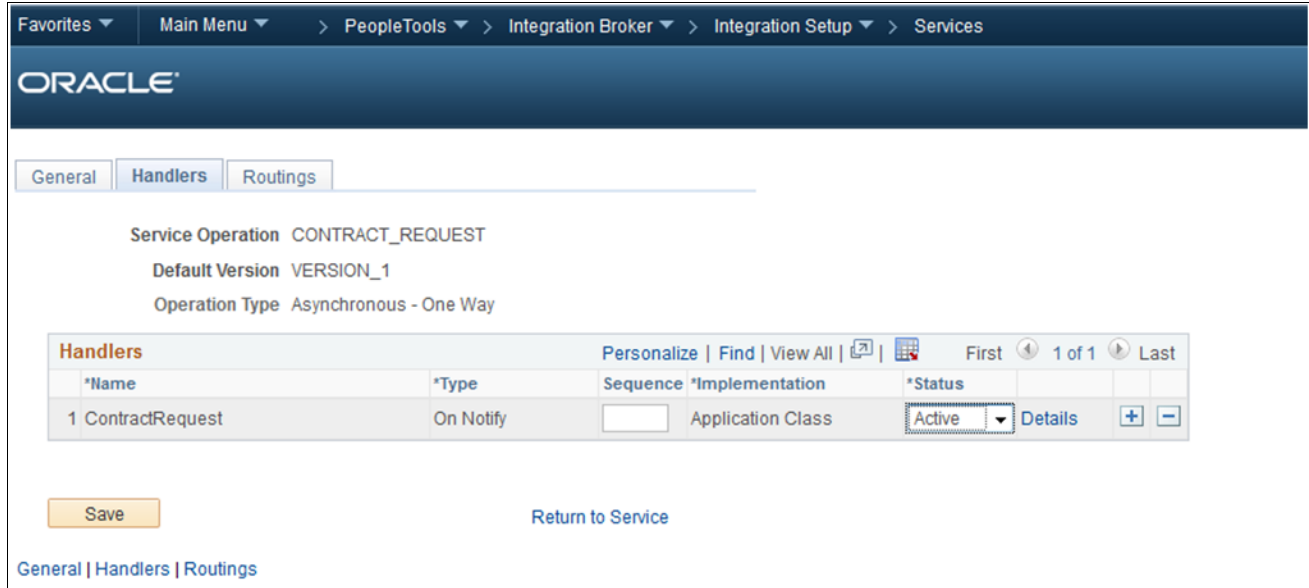 Favorites Main Menu > PeopleTools > Integration Broker > Integration Setup > Services
ORACLE®
General Handlers Routings
Service Operation CONTRACT_REQUEST
Default Version VERSION_1
Operation Type Asynchronous - One Way
Handlers Personalize | Find | View All | | First 1 of 1 Last
*Name *Type Sequence *Implementation *Status
1 ContractRequest On Notify Application Class Active Details + -
Save Return to Service
General | Handlers | Routings